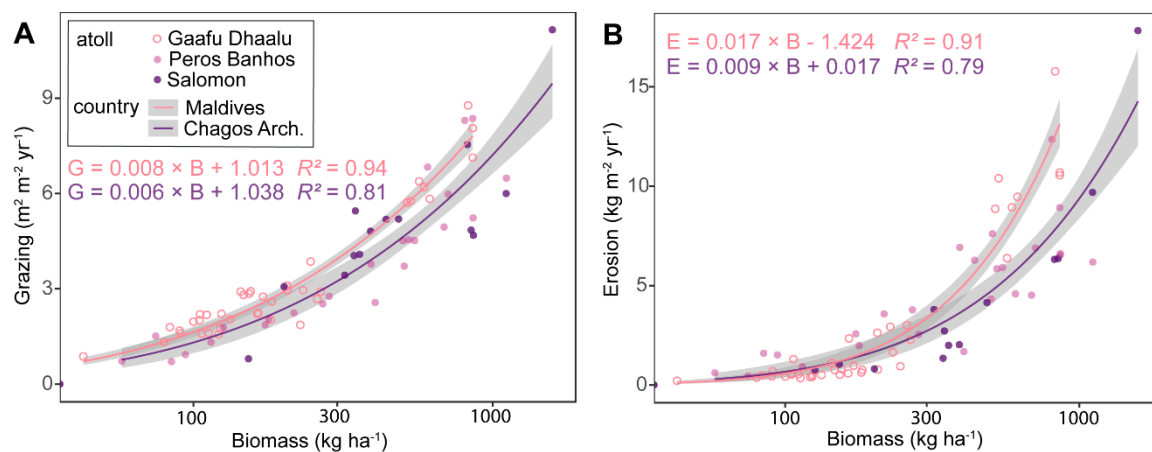 A
atoll
Gaafu Dhaalu
Peros Banhos
Salomon
country
Maldives
Chagos Arch.
G = 0.008 × B + 1.013 R² = 0.94
G = 0.006 × B + 1.038 R² = 0.81
Grazing (m² m⁻² yr⁻¹)
9
6
3
0
100
300
1000
Biomass (kg ha⁻¹)
B
E = 0.017 × B - 1.424 R² = 0.91
E = 0.009 × B + 0.017 R² = 0.79
Erosion (kg m⁻² yr⁻¹)
15
10
5
0
100
300
1000
Biomass (kg ha⁻¹)